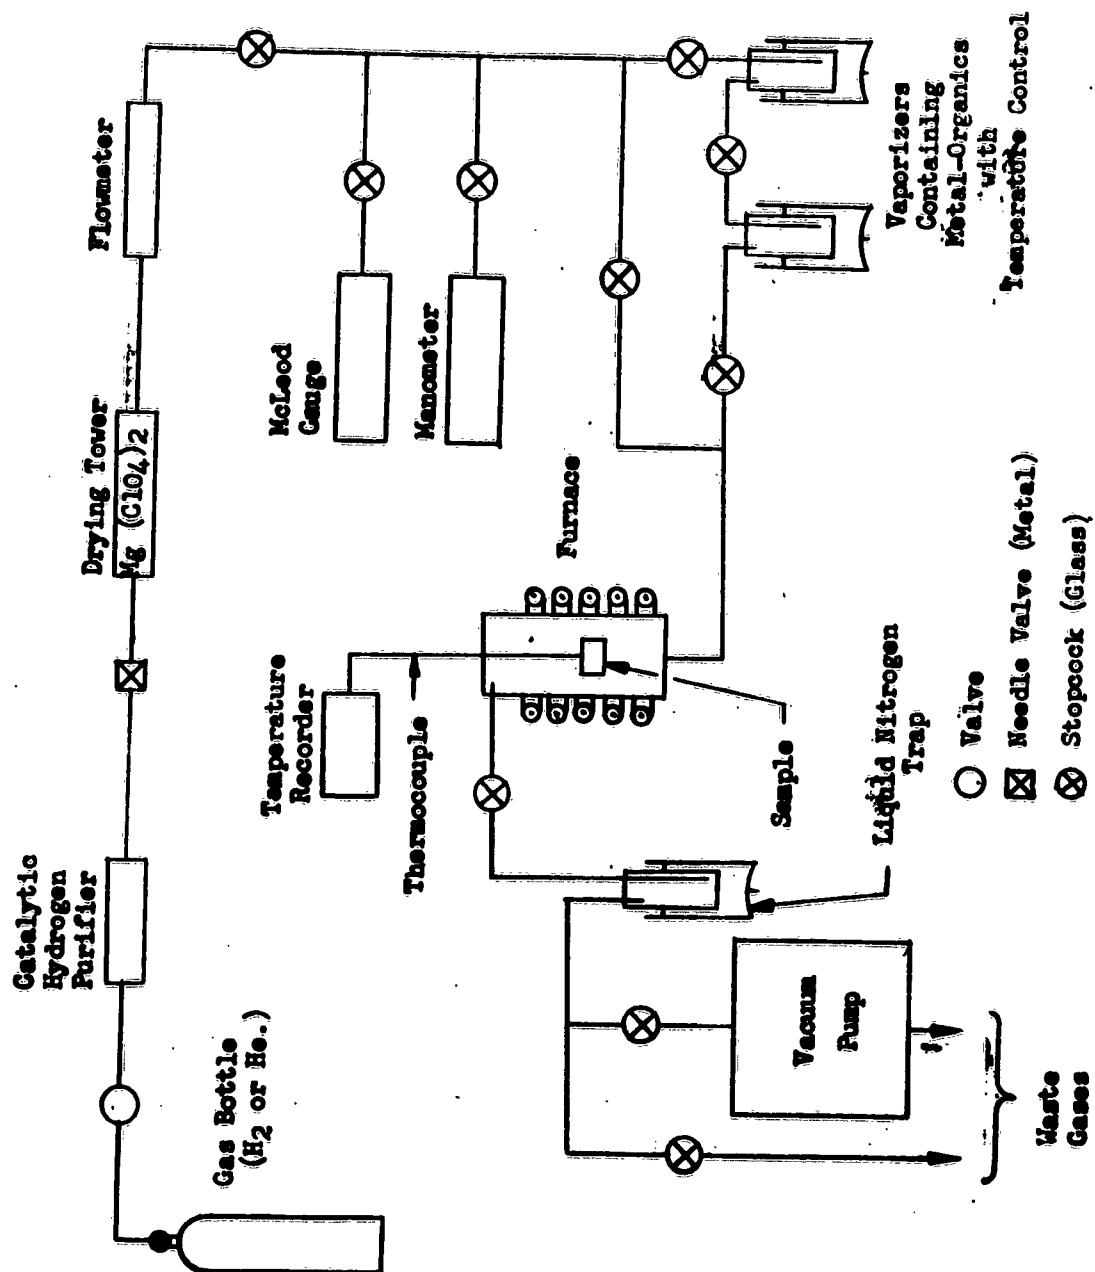 Gas Bottle
(H2 or He.)
Catalytic
Hydrogen
Purifier
Drying Tower
Mg (ClO4)2
Flowmeter
McLeod
Gauge
Manometer
Temperature
Recorder
Thermocouple
Furnace
Sample
Liquid Nitrogen
Trap
Vacuum
Pump
Waste
Gases
Vaporizers
Containing
Metal-Organics
with
Temperature Control
Valve
Needle Valve (Metal)
Stopcock (Glass)